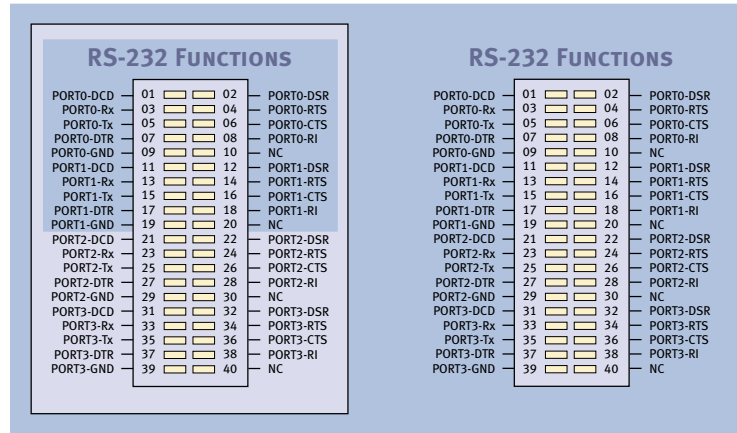 RS-232 Functions
PORT0-DCD 01 02 PORT0-DSR
PORT0-Rx 03 04 PORT0-RTS
PORT0-Tx 05 06 PORT0-CTS
PORT0-DTR 07 08 PORT0-RI
PORT0-GND 09 10 NC
PORT1-DCD 11 12 PORT1-DSR
PORT1-Rx 13 14 PORT1-RTS
PORT1-Tx 15 16 PORT1-CTS
PORT1-DTR 17 18 PORT1-RI
PORT1-GND 19 20 NC
PORT2-DCD 21 22 PORT2-DSR
PORT2-Rx 23 24 PORT2-RTS
PORT2-Tx 25 26 PORT2-CTS
PORT2-DTR 27 28 PORT2-RI
PORT2-GND 29 30 NC
PORT3-DCD 31 32 PORT3-DSR
PORT3-Rx 33 34 PORT3-RTS
PORT3-Tx 35 36 PORT3-CTS
PORT3-DTR 37 38 PORT3-RI
PORT3-GND 39 40 NC
RS-232 Functions
PORT0-DCD 01 02 PORT0-DSR
PORT0-Rx 03 04 PORT0-RTS
PORT0-Tx 05 06 PORT0-CTS
PORT0-DTR 07 08 PORT0-RI
PORT0-GND 09 10 NC
PORT1-DCD 11 12 PORT1-DSR
PORT1-Rx 13 14 PORT1-RTS
PORT1-Tx 15 16 PORT1-CTS
PORT1-DTR 17 18 PORT1-RI
PORT1-GND 19 20 NC
PORT2-DCD 21 22 PORT2-DSR
PORT2-Rx 23 24 PORT2-RTS
PORT2-Tx 25 26 PORT2-CTS
PORT2-DTR 27 28 PORT2-RI
PORT2-GND 29 30 NC
PORT3-DCD 31 32 PORT3-DSR
PORT3-Rx 33 34 PORT3-RTS
PORT3-Tx 35 36 PORT3-CTS
PORT3-DTR 37 38 PORT3-RI
PORT3-GND 39 40 NC